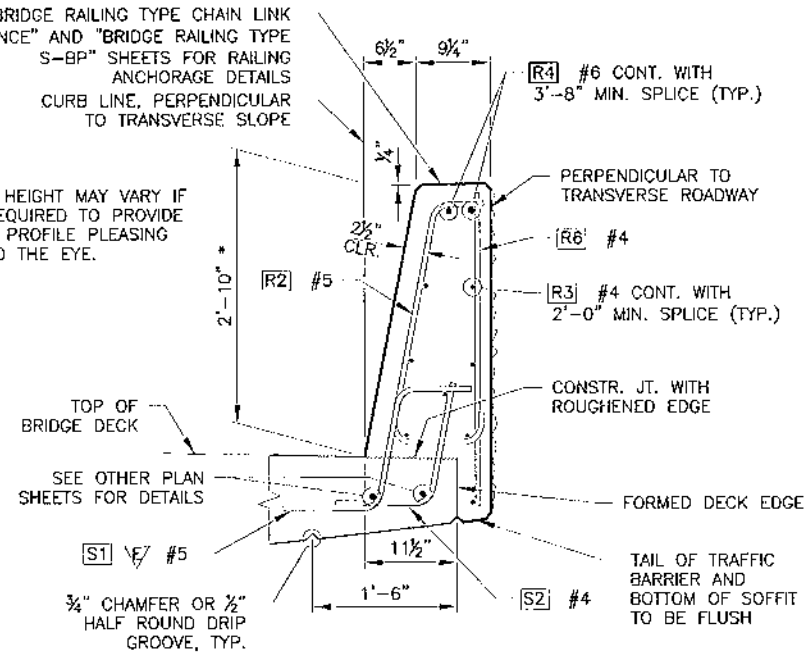 BRIDGE RAILING TYPE CHAIN LINK
NCE" AND "BRIDGE RAILING TYPE
S-BP" SHEETS FOR RAILING
ANCHORAGE DETAILS
CURB LINE, PERPENDICULAR
TO TRANSVERSE SLOPE
6½"
9¼"
R4 #6 CONT. WITH
3'-8" MIN. SPLICE (TYP.)
HEIGHT MAY VARY IF
EQUIRED TO PROVIDE
PROFILE PLEASING
O THE EYE.
2'-10" *
2½"
CLR.
PERPENDICULAR TO
TRANSVERSE ROADWAY
R6 #4
R2 #5
R3 #4 CONT. WITH
2'-0" MIN. SPLICE (TYP.)
CONSTR. JT. WITH
ROUGHENED EDGE
TOP OF
BRIDGE DECK
SEE OTHER PLAN
SHEETS FOR DETAILS
FORMED DECK EDGE
S1 E #5
11½"
1'-6"
S2 #4
¾" CHAMFER OR ½"
HALF ROUND DRIP
GROOVE, TYP.
TAIL OF TRAFFIC
BARRIER AND
BOTTOM OF SOFFIT
TO BE FLUSH